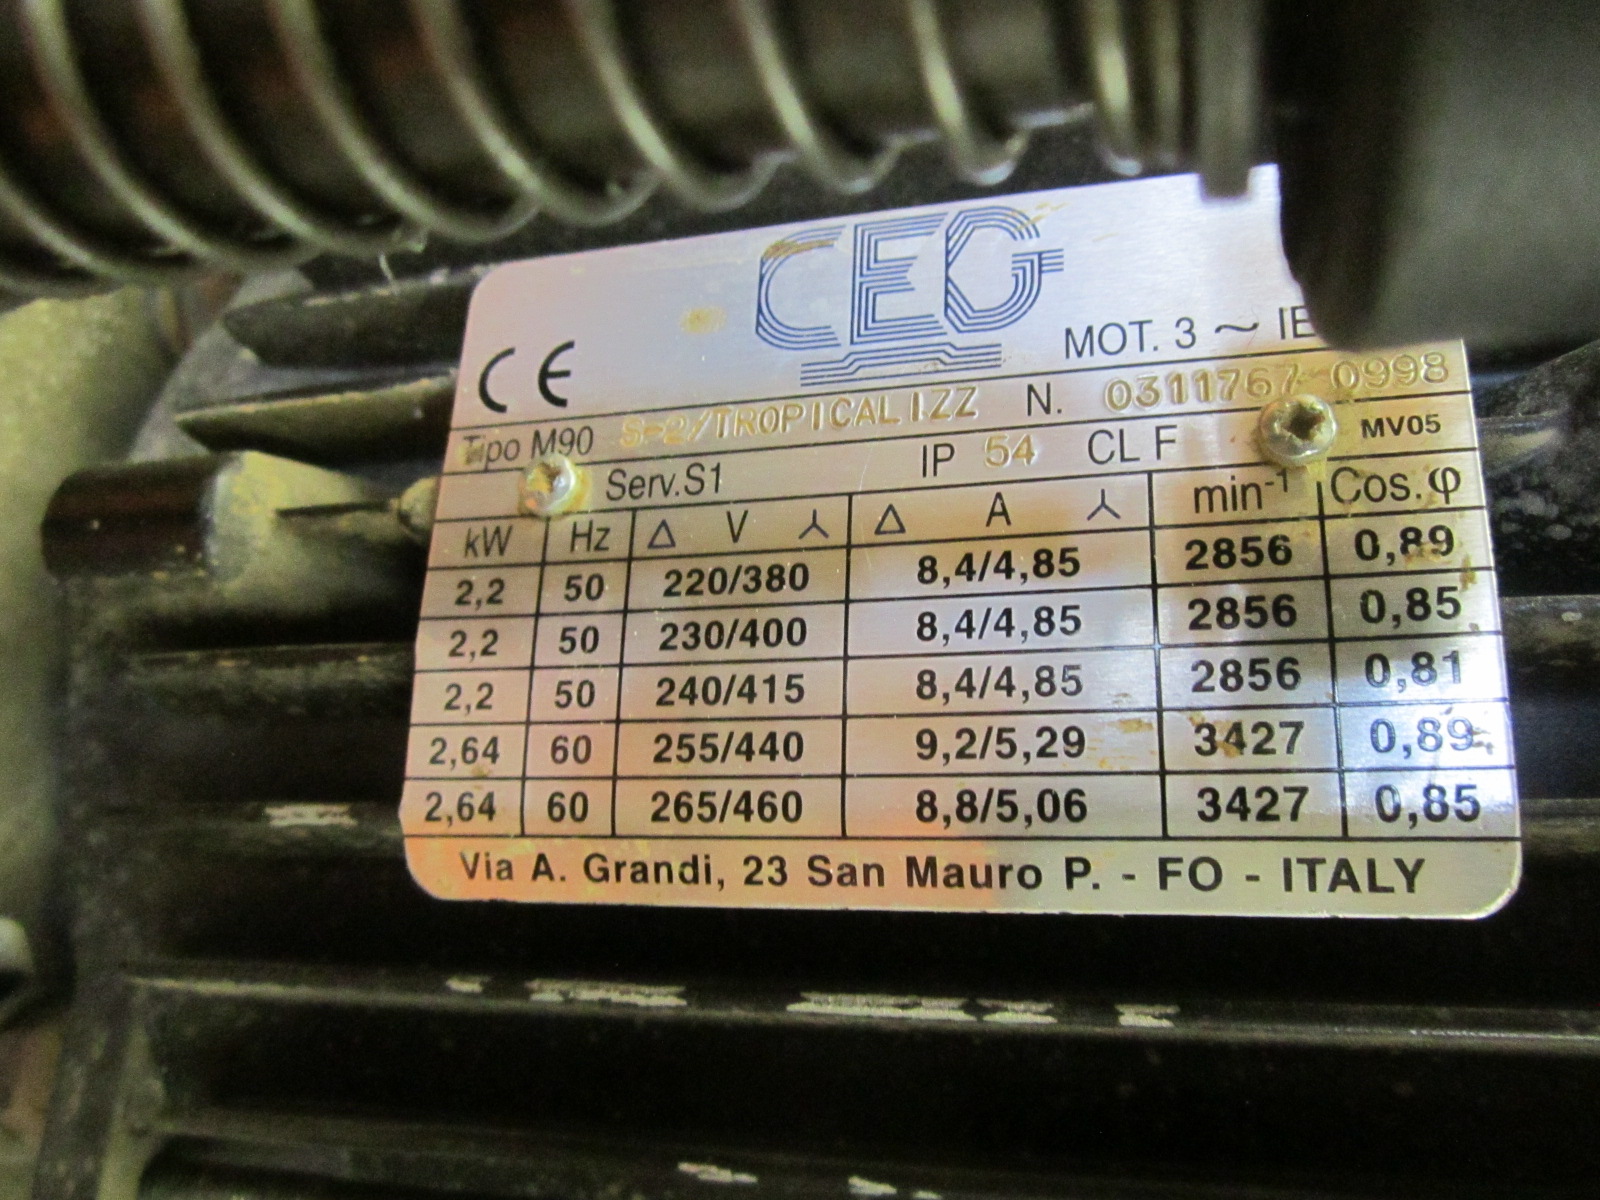 CEG
CE MOT. 3 ~ IE
Tipo M90 S-2/TROPICALIZZ N. 0311767 0998
Serv.S1 IP 54 CL F MV05
kW Hz △ V ⅄ △ A ⅄ min-1 Cos.φ
2,2 50 220/380 8,4/4,85 2856 0,89
2,2 50 230/400 8,4/4,85 2856 0,85
2,2 50 240/415 8,4/4,85 2856 0,81
2,64 60 255/440 9,2/5,29 3427 0,89
2,64 60 265/460 8,8/5,06 3427 0,85
Via A. Grandi, 23 San Mauro P. - FO - ITALY